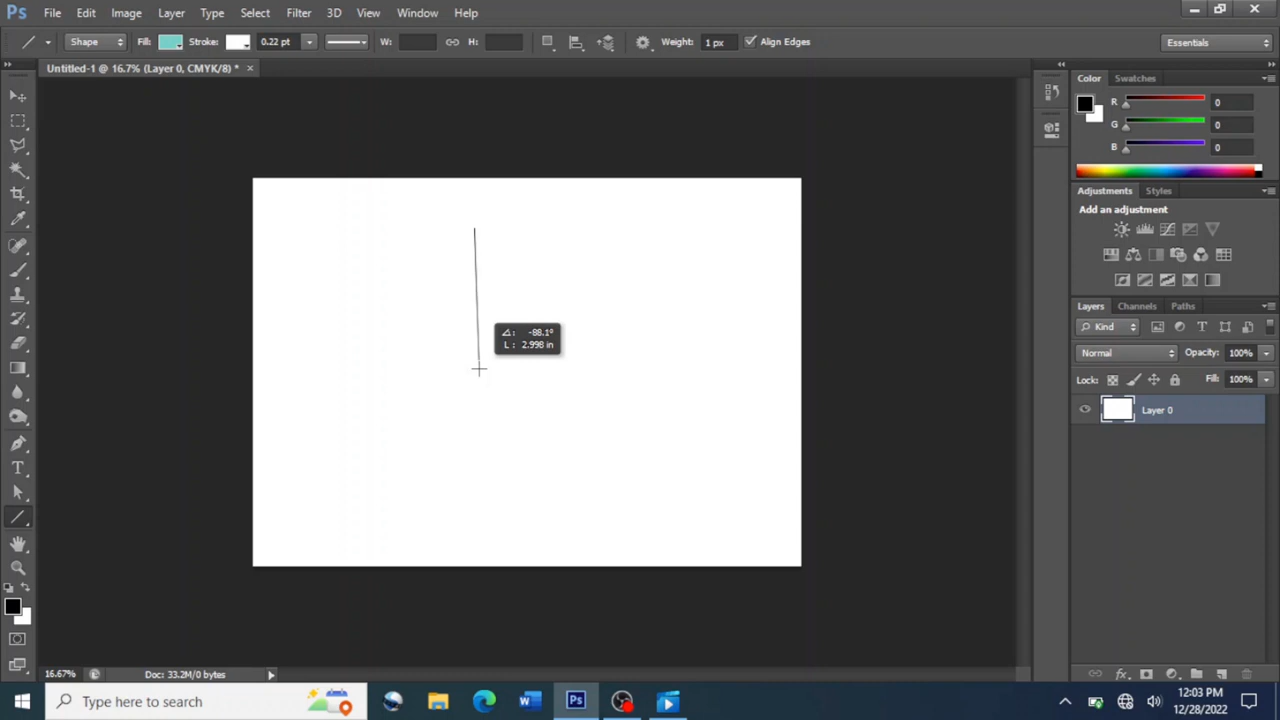 Ps File Edit Image Layer Type Select Filter 3D View Window Help
Shape Fill: Stroke: 0.22 pt W: H: Weight: 1 px Align Edges Essentials
Untitled-1 @ 16.7% (Layer 0, CMYK/8) * ×
Color Swatches
R 0
G 0
B 0
Adjustments Styles
Add an adjustment
Layers Channels Paths
Kind
Normal Opacity: 100%
Lock: Fill: 100%
Layer 0
-88.1°
L : 2.998 in
16.67% Doc: 33.2M/0 bytes
Type here to search
12:03 PM
12/28/2022